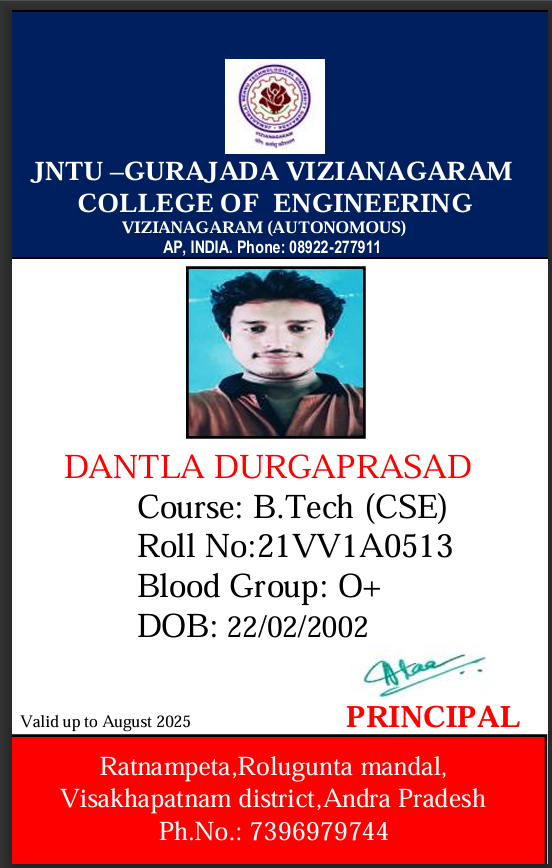 JNTU –GURAJADA VIZIANAGARAM
COLLEGE OF ENGINEERING
VIZIANAGARAM (AUTONOMOUS)
AP, INDIA. Phone: 08922-277911
DANTLA DURGAPRASAD
Course: B.Tech (CSE)
Roll No:21VV1A0513
Blood Group: O+
DOB: 22/02/2002
Valid up to August 2025
PRINCIPAL
Ratnampeta,Rolugunta mandal,
Visakhapatnam district,Andra Pradesh
Ph.No.: 7396979744